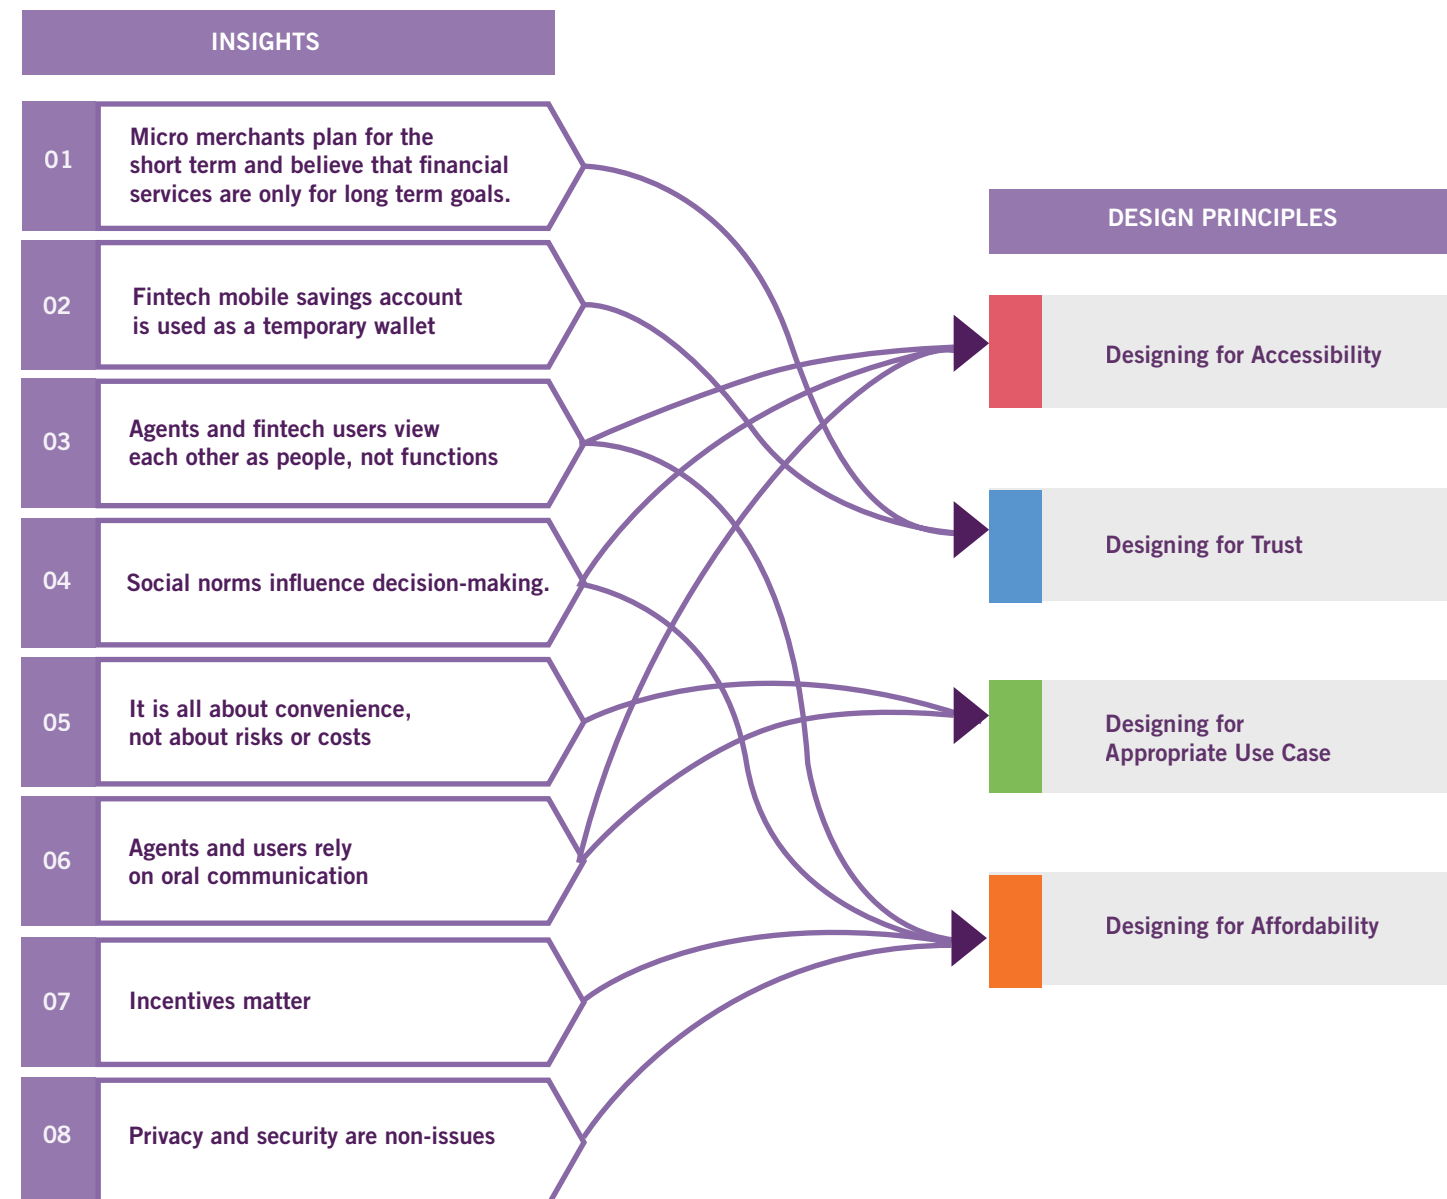 INSIGHTS
01
Micro merchants plan for the
short term and believe that financial
services are only for long term goals.
02
Fintech mobile savings account
is used as a temporary wallet
03
Agents and fintech users view
each other as people, not functions
04
Social norms influence decision-making.
05
It is all about convenience,
not about risks or costs
06
Agents and users rely
on oral communication
07
Incentives matter
08
Privacy and security are non-issues
DESIGN PRINCIPLES
Designing for Accessibility
Designing for Trust
Designing for
Appropriate Use Case
Designing for Affordability